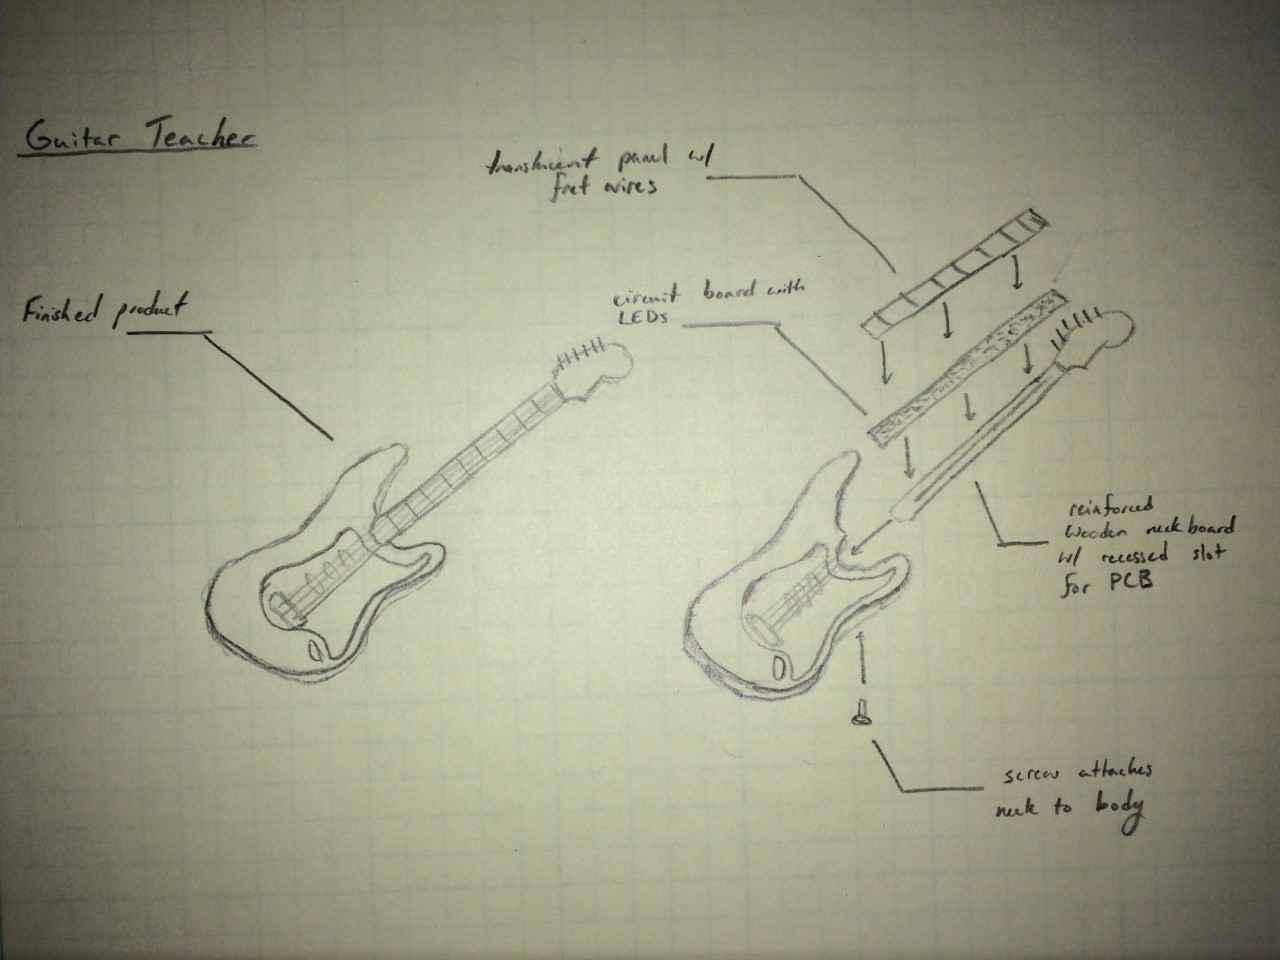 Guitar Teacher
translucent panel w/
fret wires
circuit board with
LEDs
Finished product
reinforced
wooden neck board
w/ recessed slot
for PCB
screw attaches
neck to body